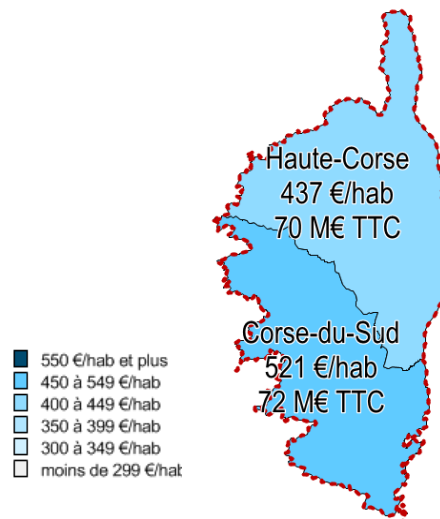 Haute-Corse
437 €/hab
70 M€ TTC
Corse-du-Sud
521 €/hab
72 M€ TTC
550 €/hab et plus
450 à 549 €/hab
400 à 449 €/hab
350 à 399 €/hab
300 à 349 €/hab
moins de 299 €/hab